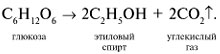 C₆H₁₂O₆ → 2C₂H₅OH + 2CO₂↑.
глюкоза этиловый углекислый
спирт газ